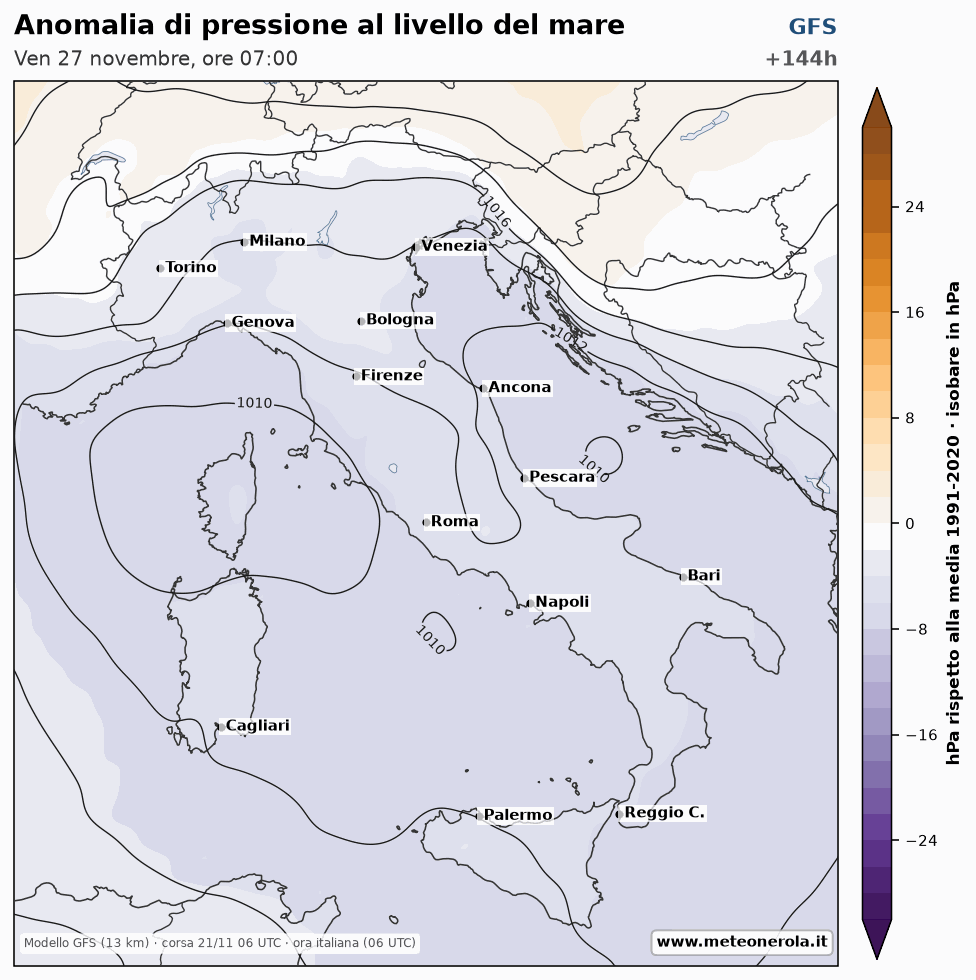 Anomalia di pressione al livello del mare
GFS
Ven 27 novembre, ore 07:00
+144h
1016
Milano
Venezia
Torino
Genova
Bologna
1012
Firenze
Ancona
1010
1010
Pescara
Roma
Bari
Napoli
1010
Cagliari
Palermo
Reggio C.
Modello GFS (13 km) · corsa 21/11 06 UTC · ora italiana (06 UTC)
www.meteonerola.it
24
16
8
0
−8
−16
−24
hPa rispetto alla media 1991-2020 · isobare in hPa